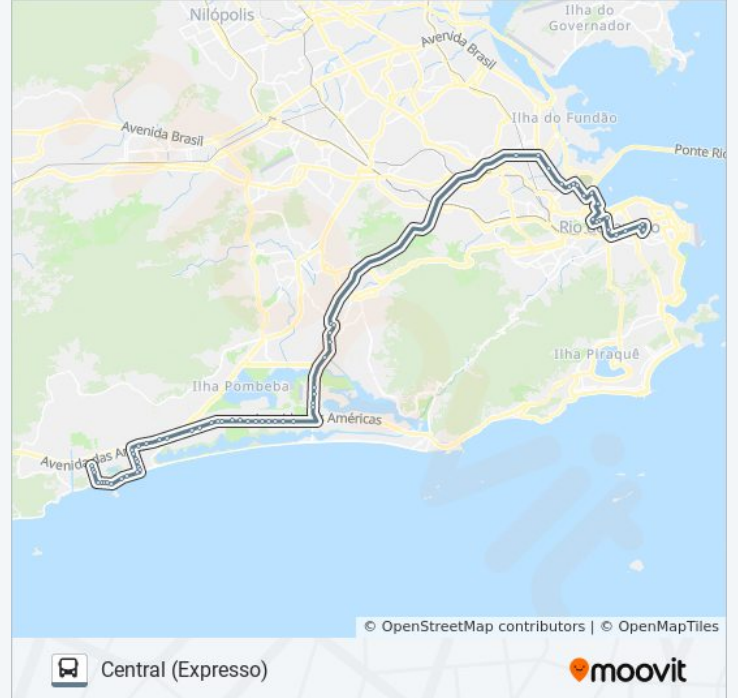 Nilópolis
Ilha do
Governador
Avenida Brasil
Ilha do Fundão
Avenida Brasil
Ponte Rio
Rio
Ilha Piraquê
Ilha Pombeba
Américas
Avenida das
© OpenStreetMap contributors | © OpenMapTiles
Central (Expresso)
moovit